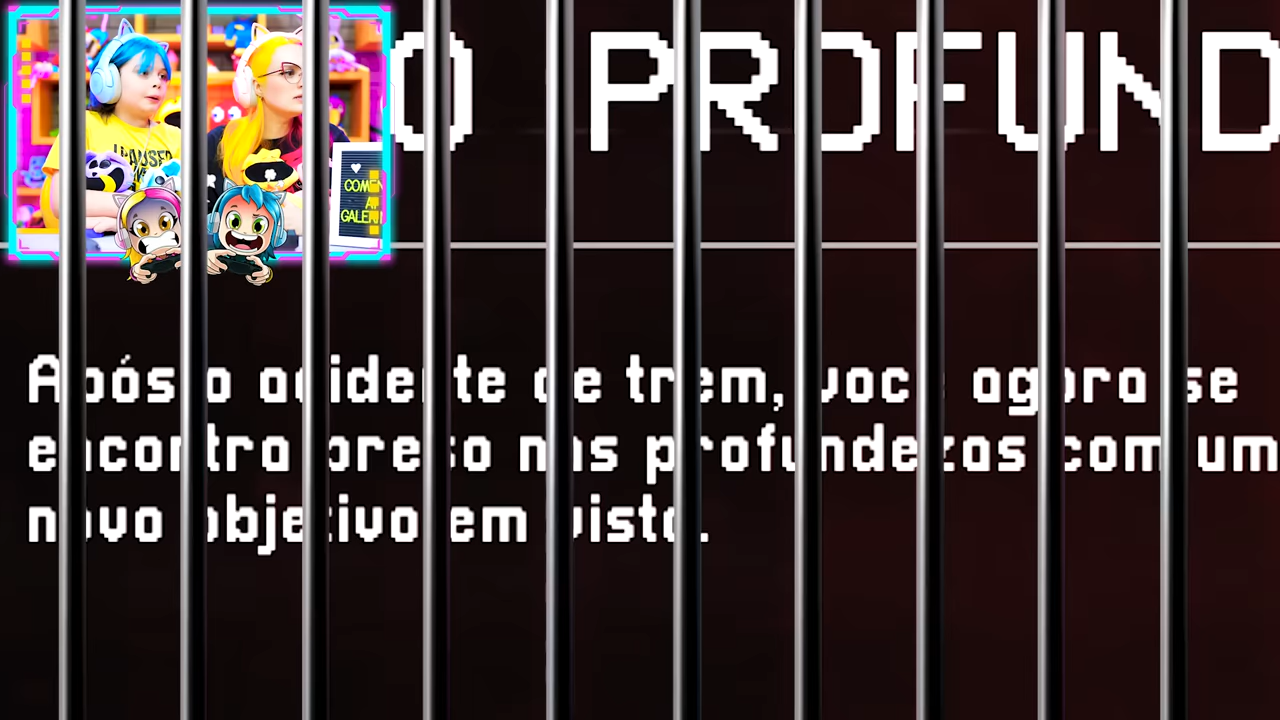 O PROFUND
Após o acidente de trem, você agora se
encontra preso nas profundezas com um
novo objetivo em vista.